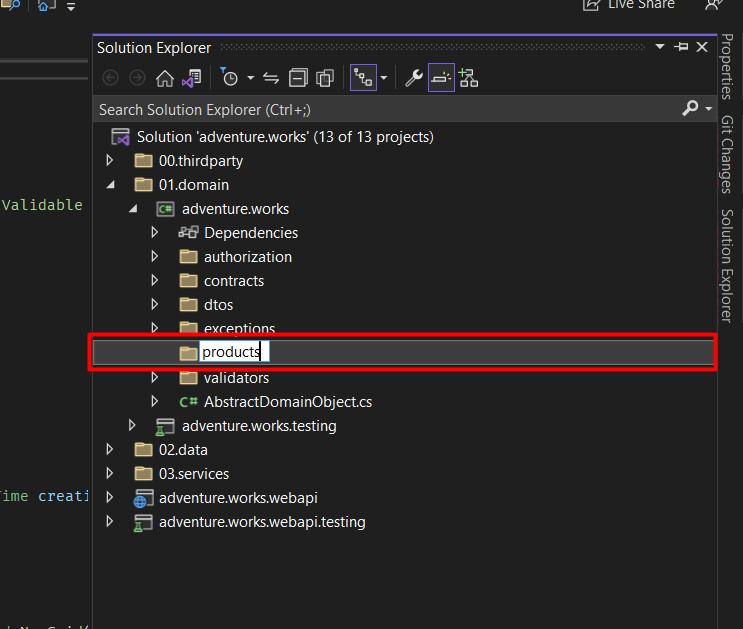 Live Share
Solution Explorer
Search Solution Explorer (Ctrl+;)
Solution 'adventure.works' (13 of 13 projects)
00.thirdparty
01.domain
Validable
adventure.works
Dependencies
authorization
contracts
dtos
exceptions
products
validators
AbstractDomainObject.cs
adventure.works.testing
02.data
03.services
Time creati
adventure.works.webapi
adventure.works.webapi.testing
Properties
Git Changes
Solution Explorer